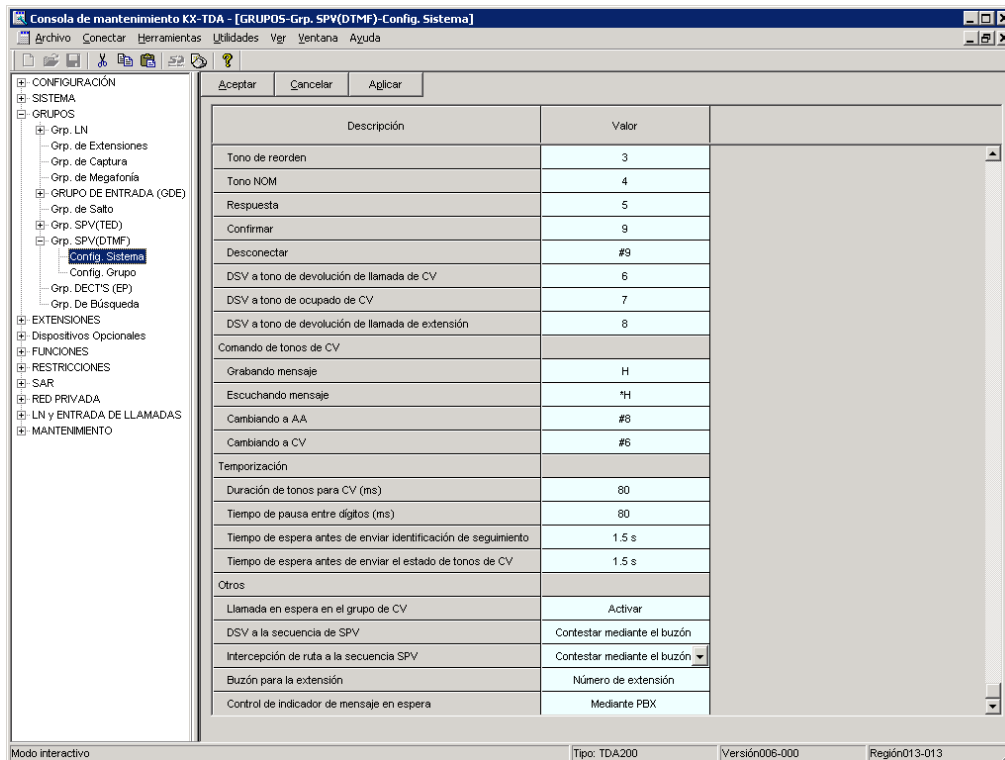 Consola de mantenimiento KX-TDA - [GRUPOS-Grp. SPV(DTMF)-Config. Sistema]
Archivo Conectar Herramientas Utilidades Ver Ventana Ayuda
CONFIGURACIÓN
SISTEMA
GRUPOS
Grp. LN
Grp. de Extensiones
Grp. de Captura
Grp. de Megafonía
GRUPO DE ENTRADA (GDE)
Grp. de Salto
Grp. SPV(TED)
Grp. SPV(DTMF)
Config. Sistema
Config. Grupo
Grp. DECT'S (EP)
Grp. De Búsqueda
EXTENSIONES
Dispositivos Opcionales
FUNCIONES
RESTRICCIONES
SAR
RED PRIVADA
LN y ENTRADA DE LLAMADAS
MANTENIMIENTO
Aceptar Cancelar Aplicar
Descripción Valor
Tono de reorden 3
Tono NOM 4
Respuesta 5
Confirmar 9
Desconectar #9
DSV a tono de devolución de llamada de CV 6
DSV a tono de ocupado de CV 7
DSV a tono de devolución de llamada de extensión 8
Comando de tonos de CV
Grabando mensaje H
Escuchando mensaje *H
Cambiando a AA #8
Cambiando a CV #6
Temporización
Duración de tonos para CV (ms) 80
Tiempo de pausa entre dígitos (ms) 80
Tiempo de espera antes de enviar identificación de seguimiento 1.5 s
Tiempo de espera antes de enviar el estado de tonos de CV 1.5 s
Otros
Llamada en espera en el grupo de CV Activar
DSV a la secuencia de SPV Contestar mediante el buzón
Intercepción de ruta a la secuencia SPV Contestar mediante el buzón
Buzón para la extensión Número de extensión
Control de indicador de mensaje en espera Mediante PBX
Modo interactivo Tipo: TDA200 Versión006-000 Región013-013